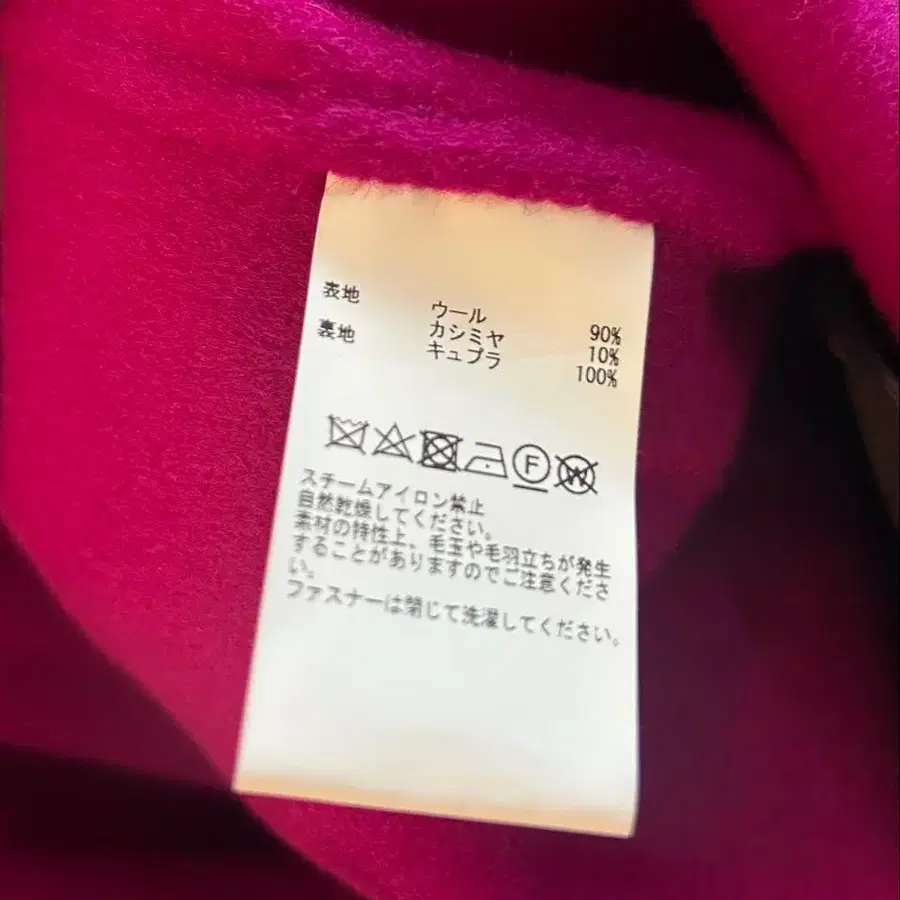 表地 ウール 90%
カシミヤ 10%
裏地 キュプラ 100%
F W
スチームアイロン禁止
自然乾燥してください。
素材の特性上、毛玉や毛羽立ちが発生
することがありますのでご注意くださ
い。
ファスナーは閉じて洗濯してください。